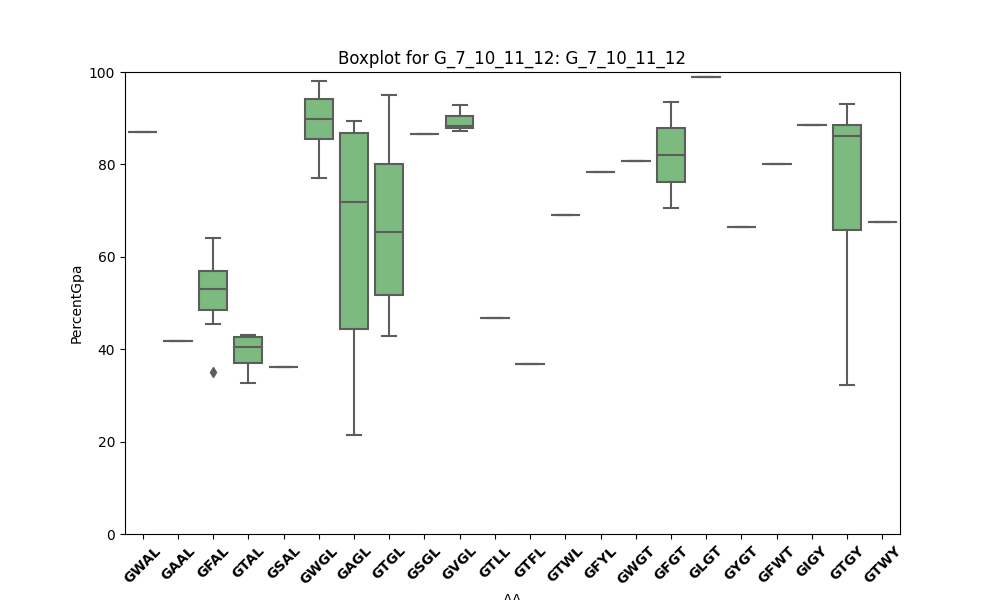 Boxplot for G_7_10_11_12: G_7_10_11_12
PercentGpa
100
80
60
40
20
0
GWAL
GAAL
GFAL
GTAL
GSAL
GWGL
GAGL
GTGL
GSGL
GVGL
GTLL
GTFL
GTWL
GFYL
GWGT
GFGT
GLGT
GYGT
GFWT
GIGY
GTGY
GTWY
AA